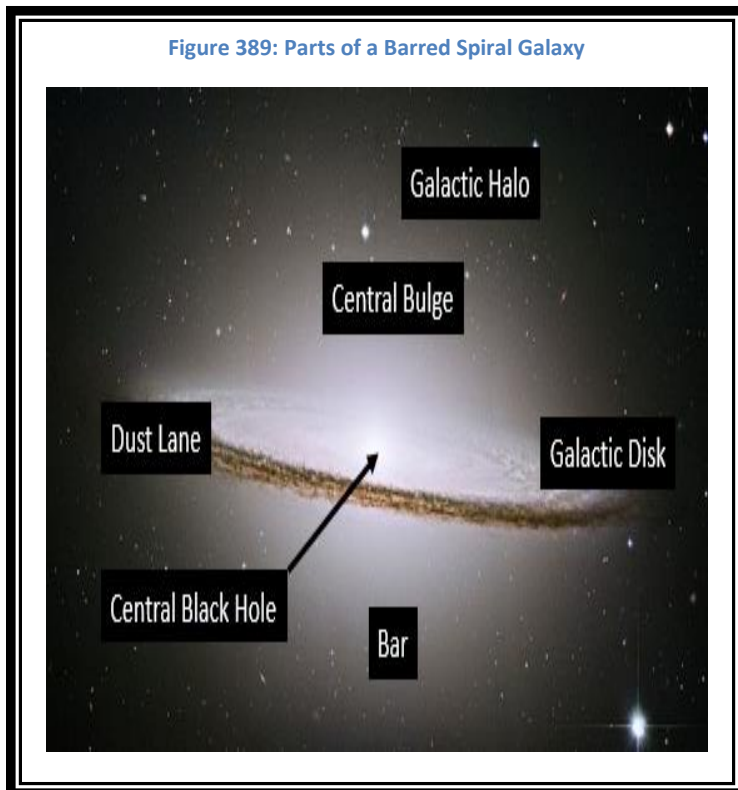 Figure 389: Parts of a Barred Spiral Galaxy
Galactic Halo
Central Bulge
Dust Lane
Galactic Disk
Central Black Hole
Bar